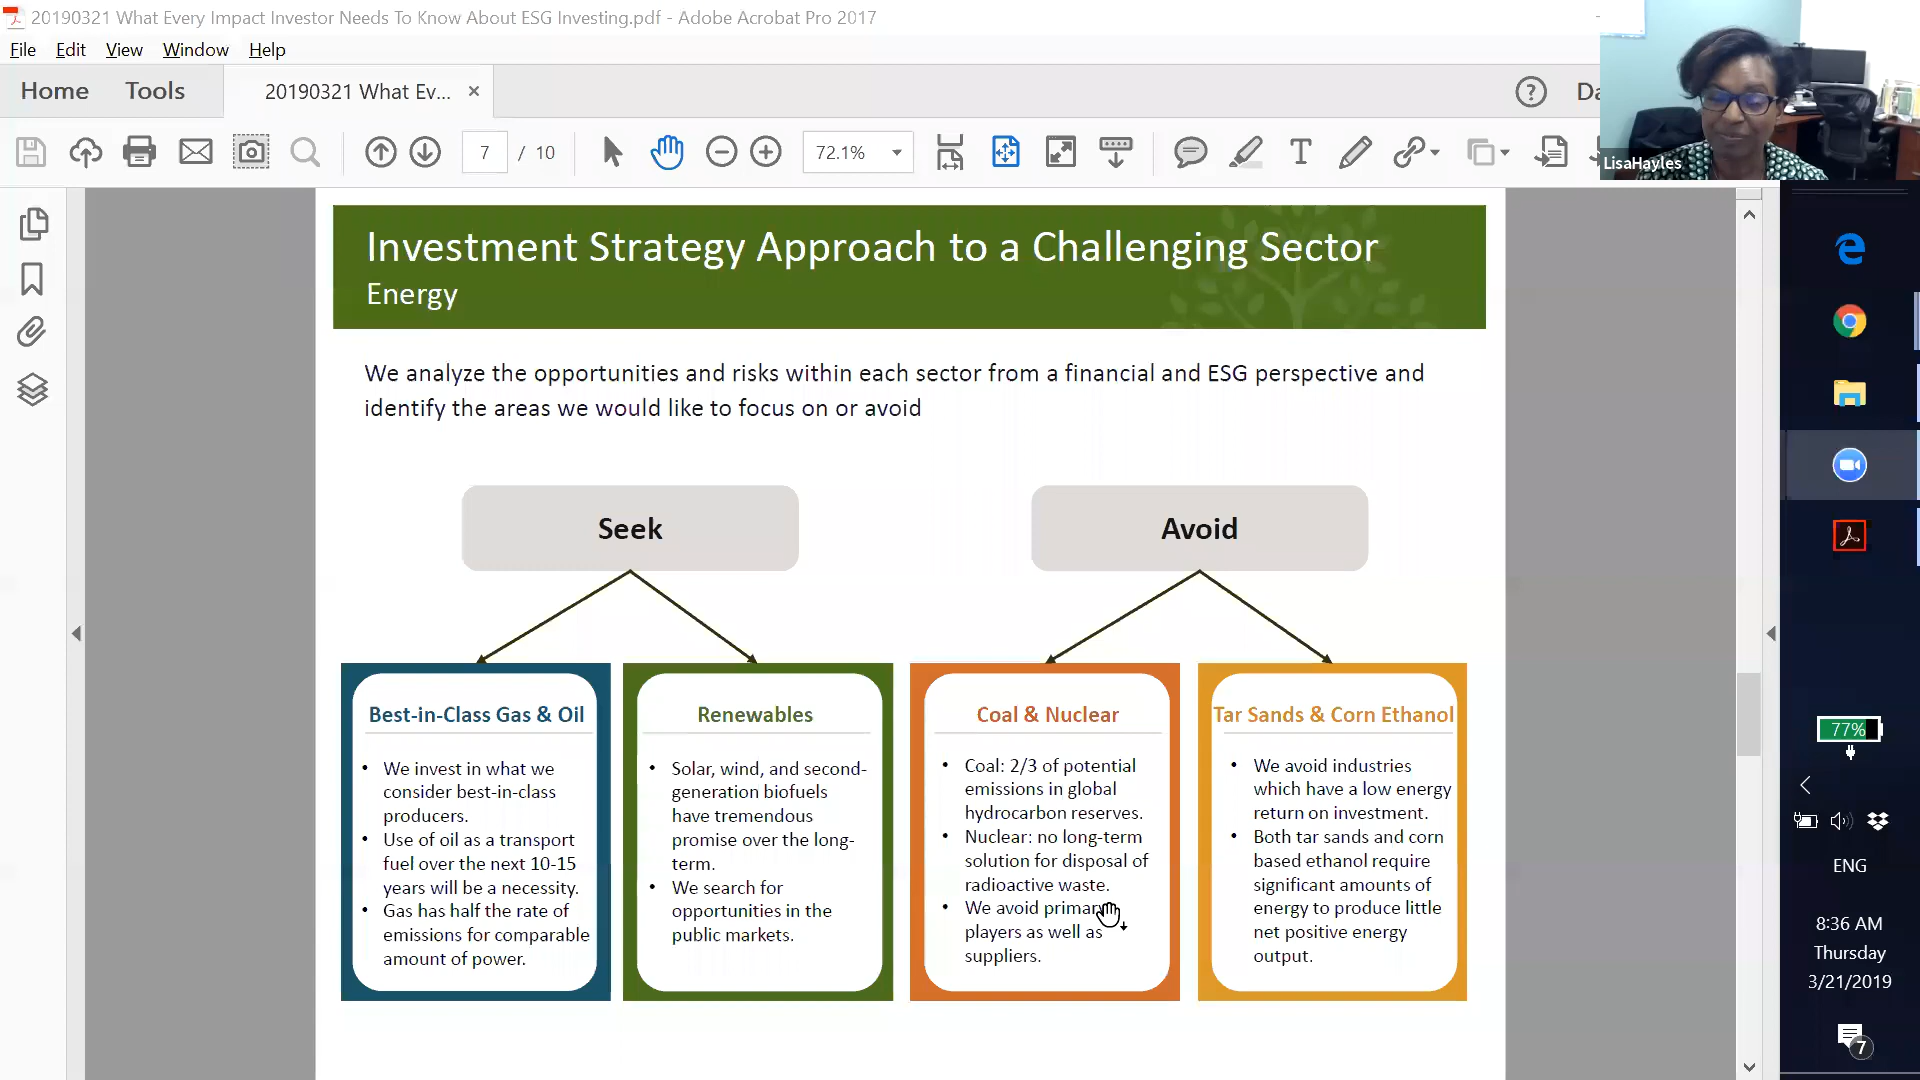 20190321 What Every Impact Investor Needs To Know About ESG Investing.pdf - Adobe Acrobat Pro 2017
File Edit View Window Help
Home Tools 20190321 What Ev... ×
7 / 10 72.1%
LisaHayles
Investment Strategy Approach to a Challenging Sector
Energy
We analyze the opportunities and risks within each sector from a financial and ESG perspective and
identify the areas we would like to focus on or avoid
Seek
Avoid
Best-in-Class Gas & Oil
• We invest in what we
consider best-in-class
producers.
• Use of oil as a transport
fuel over the next 10-15
years will be a necessity.
• Gas has half the rate of
emissions for comparable
amount of power.
Renewables
• Solar, wind, and second-
generation biofuels
have tremendous
promise over the long-
term.
• We search for
opportunities in the
public markets.
Coal & Nuclear
• Coal: 2/3 of potential
emissions in global
hydrocarbon reserves.
• Nuclear: no long-term
solution for disposal of
radioactive waste.
• We avoid primary
players as well as
suppliers.
Tar Sands & Corn Ethanol
• We avoid industries
which have a low energy
return on investment.
• Both tar sands and corn
based ethanol require
significant amounts of
energy to produce little
net positive energy
output.
77%
ENG
8:36 AM
Thursday
3/21/2019
7